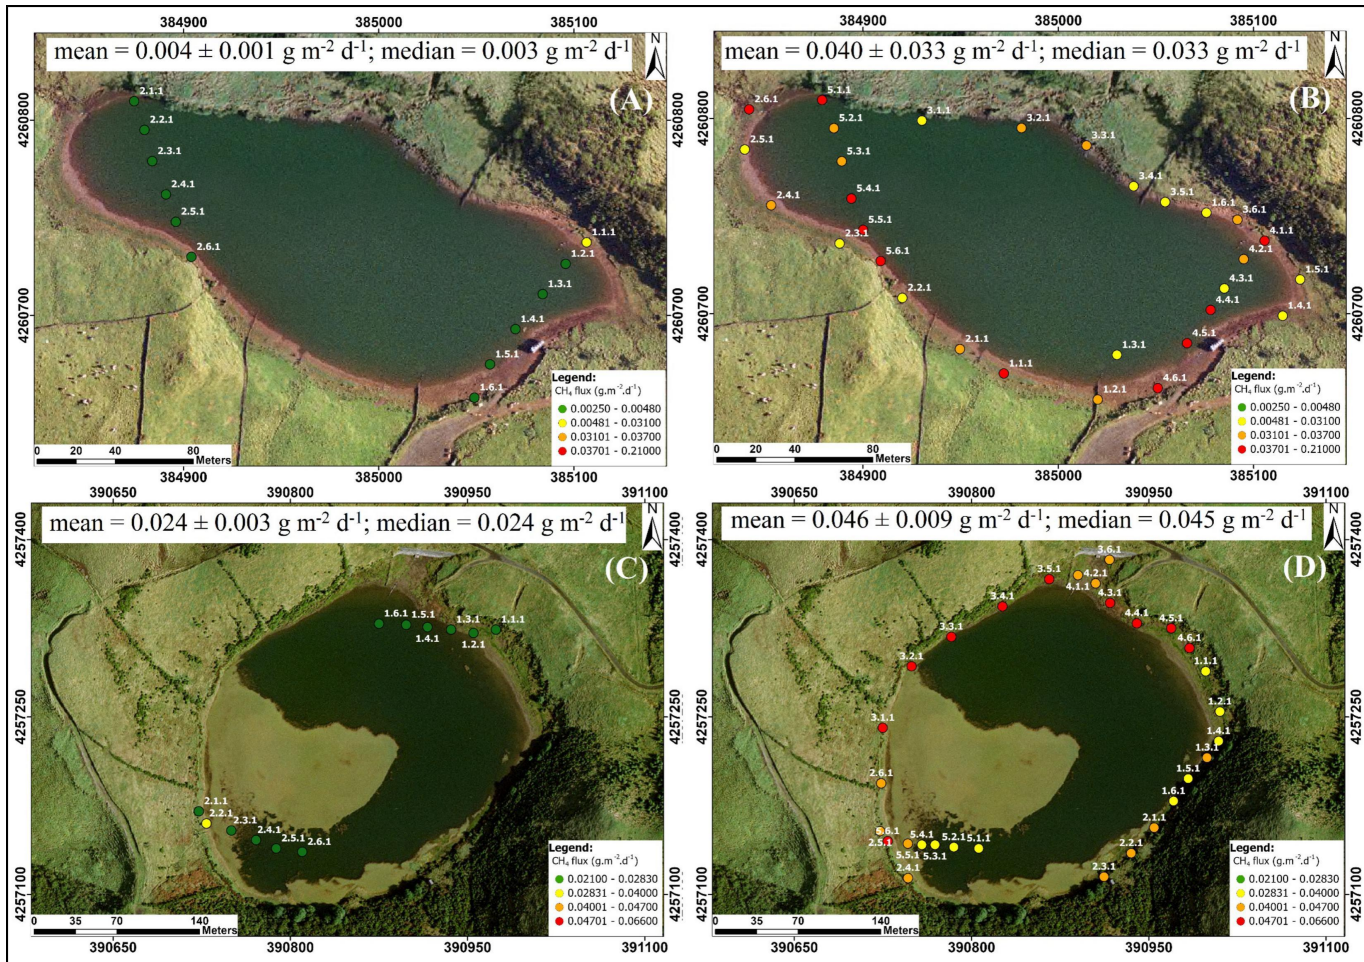 384900 385000 385100
mean = 0.004 ± 0.001 g m-2 d-1; median = 0.003 g m-2 d-1
N
(A)
4260800
4260700
2.1.1
2.2.1
2.3.1
2.4.1
2.5.1
2.6.1
1.1.1
1.2.1
1.3.1
1.4.1
1.5.1
1.6.1
Legend:
CH4 flux (g.m-2.d-1)
0.00250 - 0.00480
0.00481 - 0.03100
0.03101 - 0.03700
0.03701 - 0.21000
0 20 40 80
Meters
384900 385000 385100
384900 385000 385100
mean = 0.040 ± 0.033 g m-2 d-1; median = 0.033 g m-2 d-1
N
(B)
4260800
4260700
4260800
4260700
2.6.1
5.1.1
5.2.1
3.1.1
3.2.1
3.3.1
2.5.1
5.3.1
3.4.1
3.5.1
2.4.1
5.4.1
1.6.1
3.6.1
5.5.1
4.1.1
2.3.1
4.2.1
5.6.1
1.5.1
4.3.1
2.2.1
4.4.1
1.4.1
2.1.1
1.3.1
4.5.1
1.1.1
1.2.1
4.6.1
Legend:
CH4 flux (g.m-2.d-1)
0.00250 - 0.00480
0.00481 - 0.03100
0.03101 - 0.03700
0.03701 - 0.21000
0 20 40 80
Meters
384900 385000 385100
390650 390800 390950 391100
mean = 0.024 ± 0.003 g m-2 d-1; median = 0.024 g m-2 d-1
N
(C)
4257400
4257250
4257100
1.6.1
1.5.1
1.4.1
1.3.1
1.2.1
1.1.1
2.1.1
2.2.1
2.3.1
2.4.1
2.5.1
2.6.1
Legend:
CH4 flux (g.m-2.d-1)
0.02100 - 0.02830
0.02831 - 0.04000
0.04001 - 0.04700
0.04701 - 0.06600
0 35 70 140
Meters
390650 390800 390950 391100
390650 390800 390950 391100
mean = 0.046 ± 0.009 g m-2 d-1; median = 0.045 g m-2 d-1
N
(D)
4257400
4257250
4257100
4257400
4257250
4257100
3.6.1
3.5.1
4.2.1
4.1.1
4.3.1
3.4.1
4.4.1
4.5.1
3.3.1
4.6.1
3.2.1
1.1.1
1.2.1
3.1.1
1.4.1
1.3.1
2.6.1
1.5.1
1.6.1
2.1.1
5.6.1
5.4.1
5.2.1
5.1.1
2.5.1
5.5.1
5.3.1
2.2.1
2.4.1
2.3.1
Legend:
CH4 flux (g.m-2.d-1)
0.02100 - 0.02830
0.02831 - 0.04000
0.04001 - 0.04700
0.04701 - 0.06600
0 35 70 140
Meters
390650 390800 390950 391100